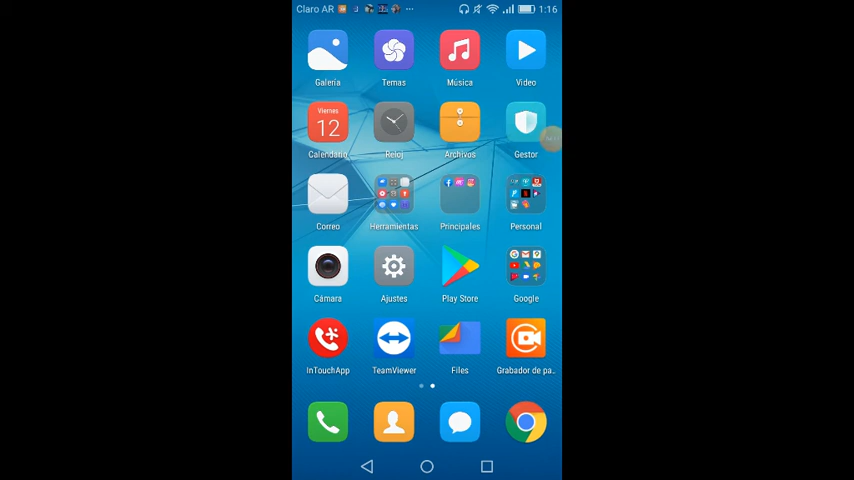 Claro AR 1:16
Galería Temas Música Video
Viernes
12
Calendario Reloj Archivos Gestor
Correo Herramientas Principales Personal
Cámara Ajustes Play Store Google
InTouchApp TeamViewer Files Grabador de pa..